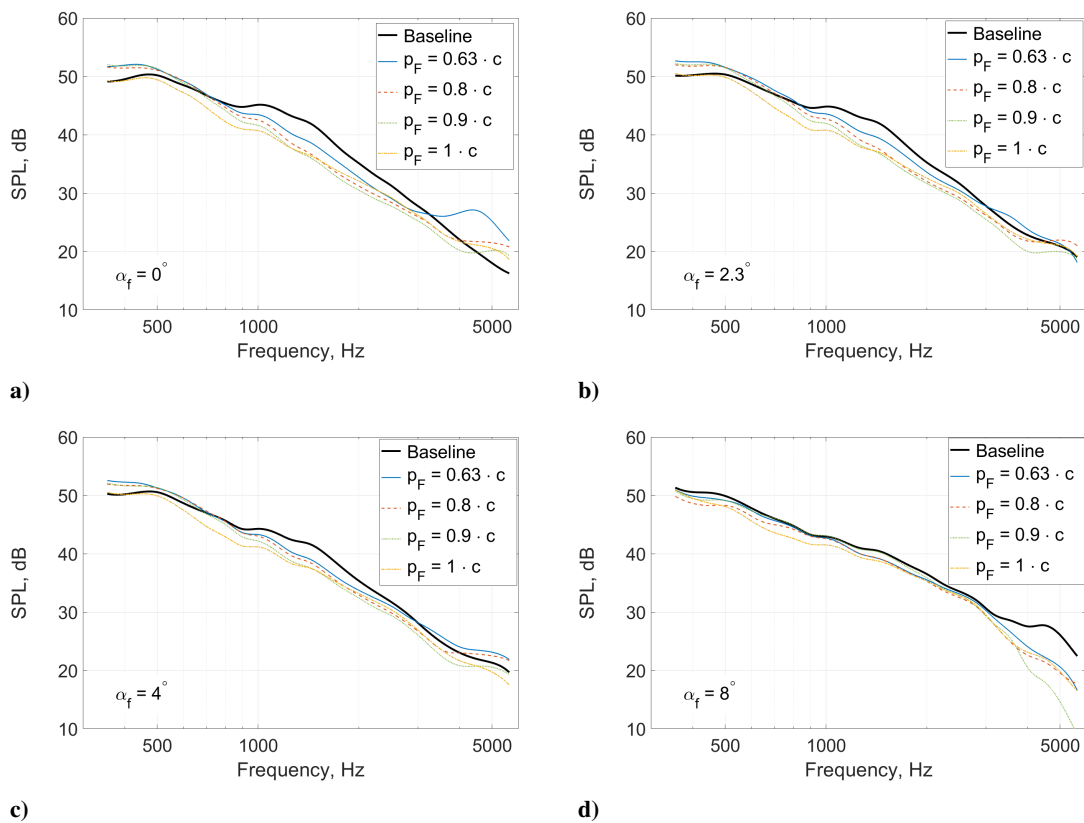 60
50
40
30
20
10
SPL, dB
500 1000 5000
Frequency, Hz
Baseline
p_F = 0.63 · c
p_F = 0.8 · c
p_F = 0.9 · c
p_F = 1 · c
α_f = 0°
a)
60
50
40
30
20
10
SPL, dB
500 1000 5000
Frequency, Hz
Baseline
p_F = 0.63 · c
p_F = 0.8 · c
p_F = 0.9 · c
p_F = 1 · c
α_f = 2.3°
b)
60
50
40
30
20
10
SPL, dB
500 1000 5000
Frequency, Hz
Baseline
p_F = 0.63 · c
p_F = 0.8 · c
p_F = 0.9 · c
p_F = 1 · c
α_f = 4°
c)
60
50
40
30
20
10
SPL, dB
500 1000 5000
Frequency, Hz
Baseline
p_F = 0.63 · c
p_F = 0.8 · c
p_F = 0.9 · c
p_F = 1 · c
α_f = 8°
d)